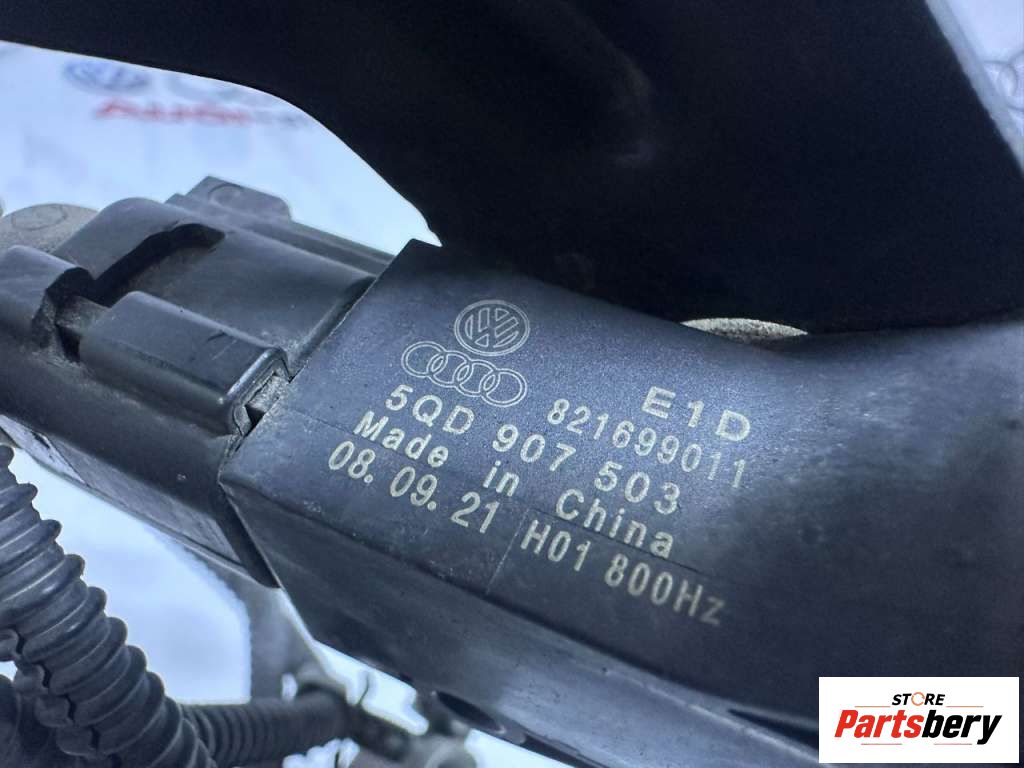 E1D
821699011
5QD 907 503
Made in China
08.09.21 H01 800Hz
STORE
Partsbery